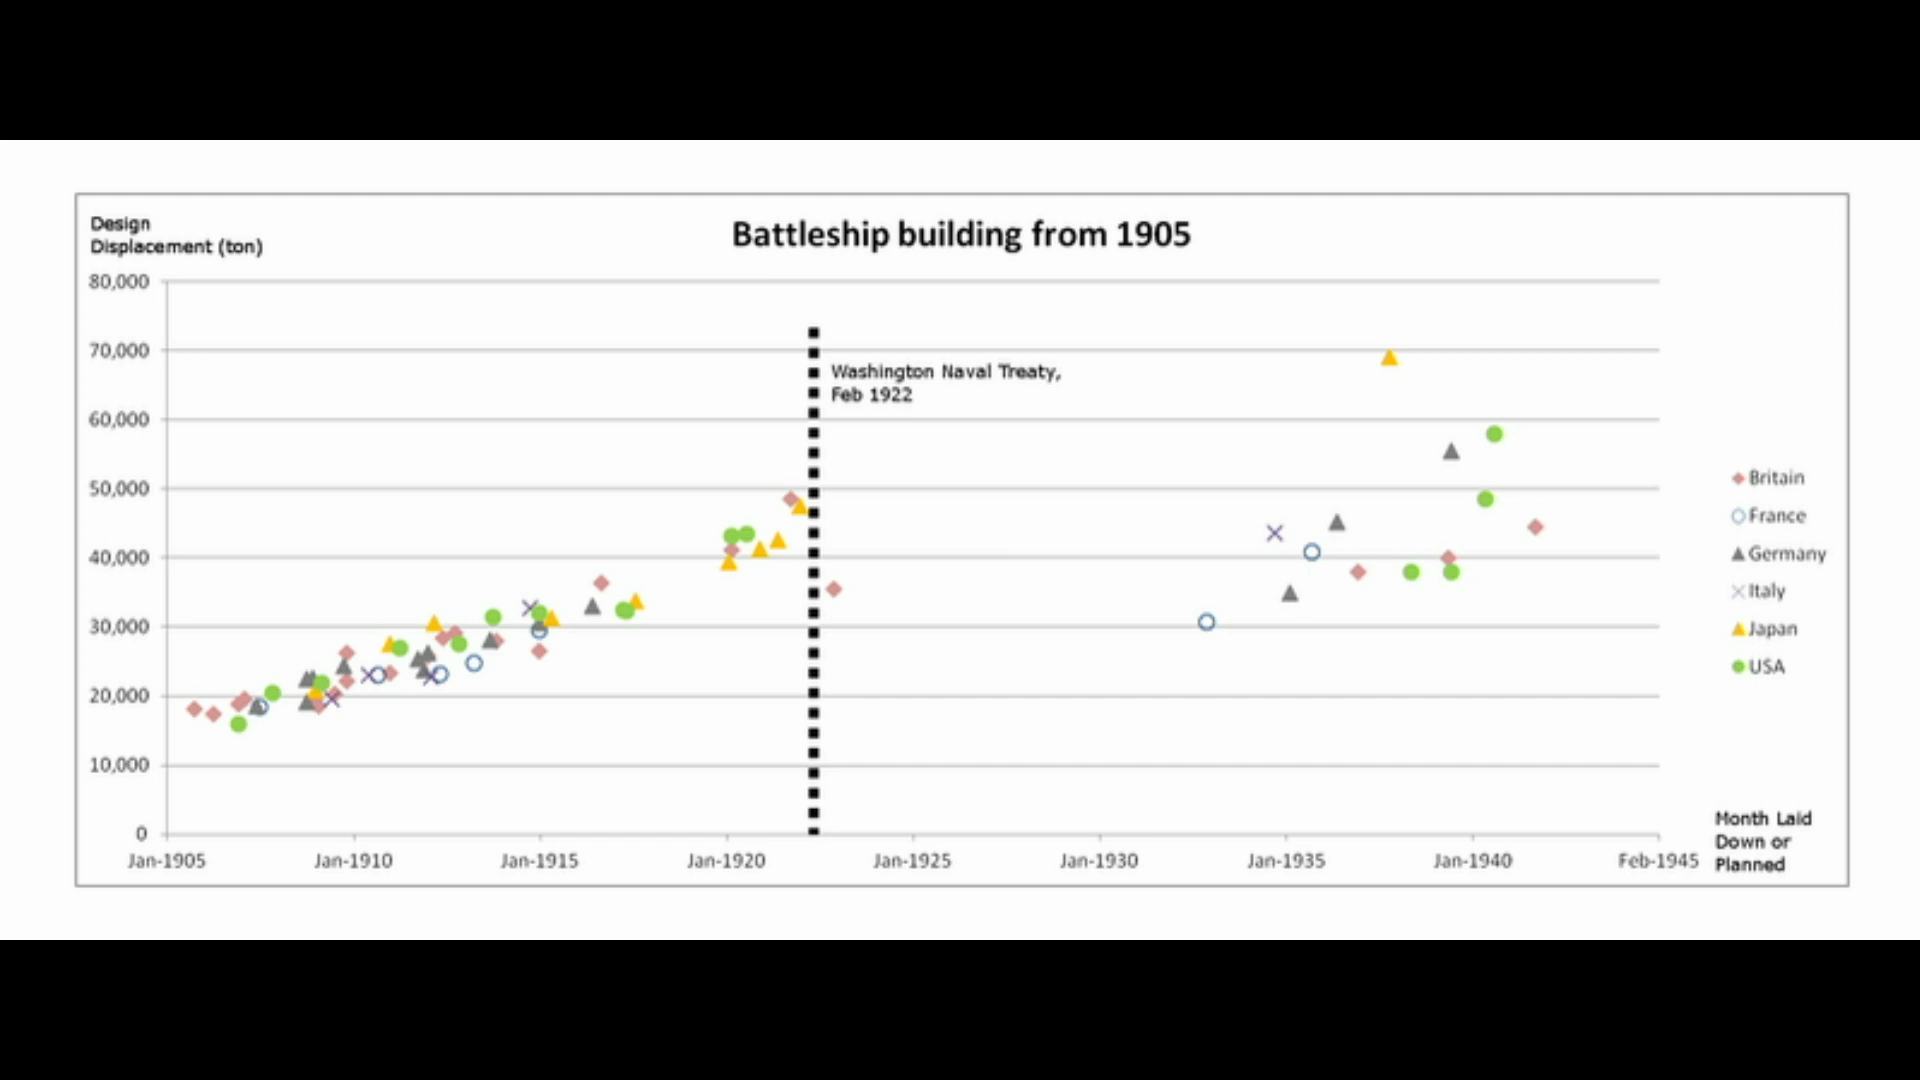 Design
Displacement (ton)
Battleship building from 1905
80,000
70,000
Washington Naval Treaty,
Feb 1922
60,000
50,000
40,000
30,000
20,000
10,000
0
Jan-1905 Jan-1910 Jan-1915 Jan-1920 Jan-1925 Jan-1930 Jan-1935 Jan-1940 Feb-1945
Month Laid
Down or
Planned
Britain
France
Germany
Italy
Japan
USA